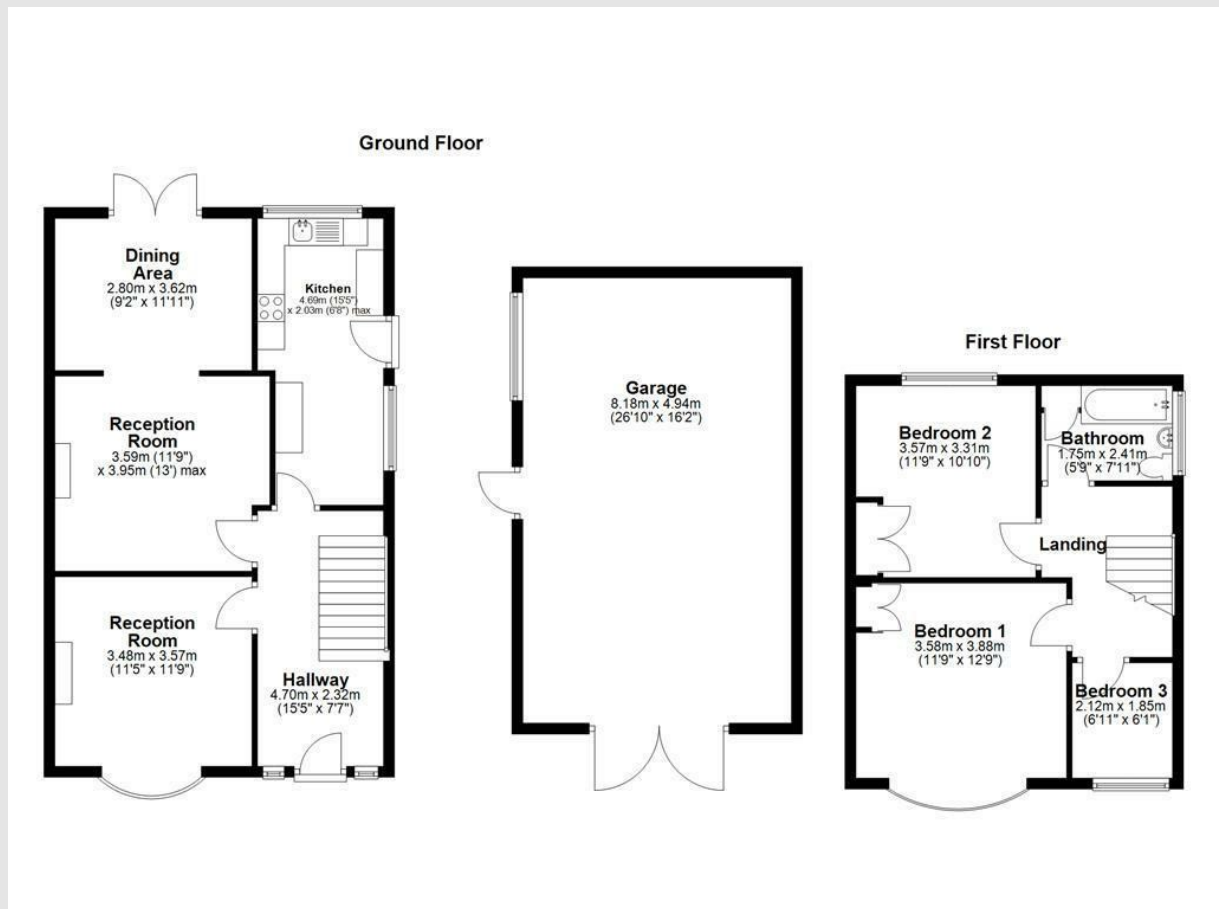 Ground Floor
Dining
Area
2.80m x 3.62m
(9'2" x 11'11")
Kitchen
4.69m (15'5")
x 2.03m (6'8") max
Reception
Room
3.59m (11'9")
x 3.95m (13') max
Reception
Room
3.48m x 3.57m
(11'5" x 11'9")
Hallway
4.70m x 2.32m
(15'5" x 7'7")
Garage
8.18m x 4.94m
(26'10" x 16'2")
First Floor
Bedroom 2
3.57m x 3.31m
(11'9" x 10'10")
Bathroom
1.75m x 2.41m
(5'9" x 7'11")
Landing
Bedroom 1
3.58m x 3.88m
(11'9" x 12'9")
Bedroom 3
2.12m x 1.85m
(6'11" x 6'1")